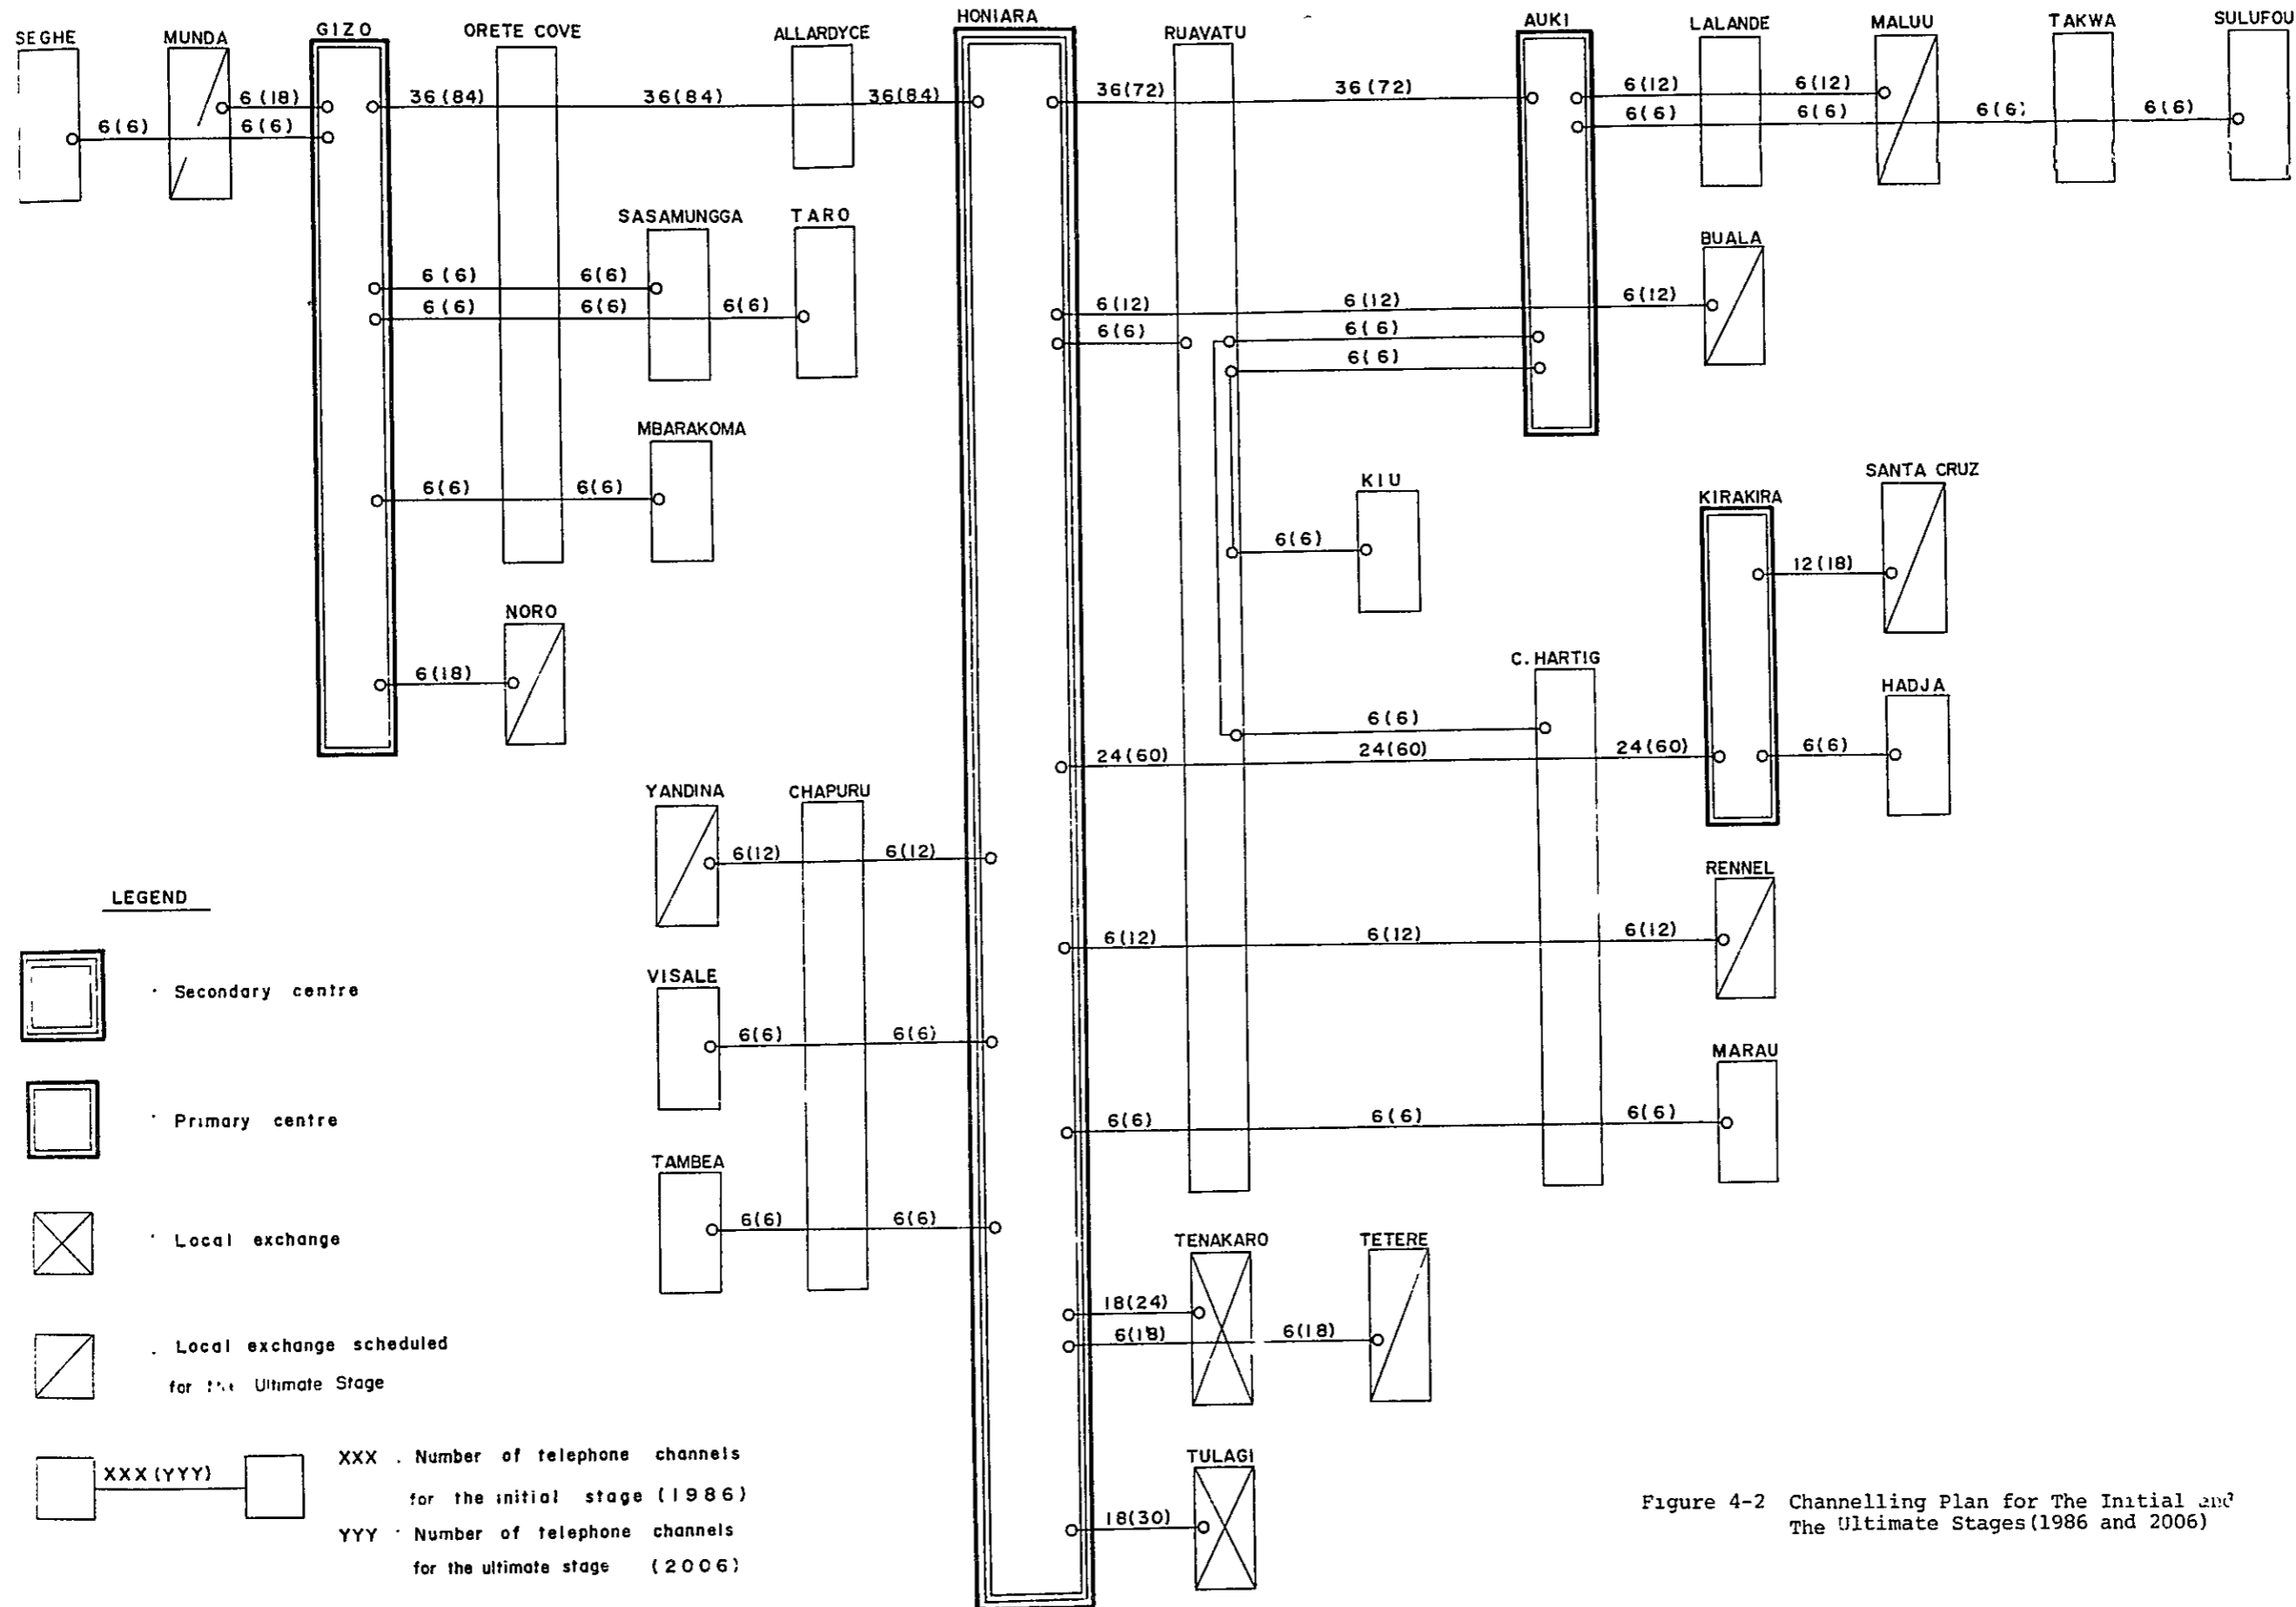 SEGHE MUNDA GIZO ORETE COVE ALLARDYCE HONIARA RUAVATU AUKI LALANDE MALUU TAKWA SULUFOU
6(18) 36(84) 36(84) 36(84) 36(72) 36(72) 6(12) 6(12)
6(6) 6(6) 6(6) 6(6) 6(6) 6(6)
SASAMUNGGA TARO BUALA
6(6) 6(6)
6(6) 6(6) 6(6)
6(12) 6(12) 6(12)
6(6) 6(6)
6(6)
MBARAKOMA
6(6) 6(6)
KIU KIRAKIRA SANTA CRUZ
6(6)
12(18)
NORO
6(18)
C. HARTIG HADJA
6(6)
24(60) 24(60) 24(60) 6(6)
YANDINA CHAPURU
6(12) 6(12)
RENNEL
6(12) 6(12) 6(12)
VISALE
6(6) 6(6)
MARAU
6(6) 6(6) 6(6)
TAMBEA
6(6) 6(6)
TENAKARO TETERE
18(24)
6(18) 6(18)
TULAGI
18(30)
LEGEND
Secondary centre
Primary centre
Local exchange
Local exchange scheduled
for Ultimate Stage
XXX (YYY)
XXX . Number of telephone channels
for the initial stage (1986)
YYY Number of telephone channels
for the ultimate stage (2006)
Figure 4-2 Channelling Plan for The Initial and
The Ultimate Stages (1986 and 2006)